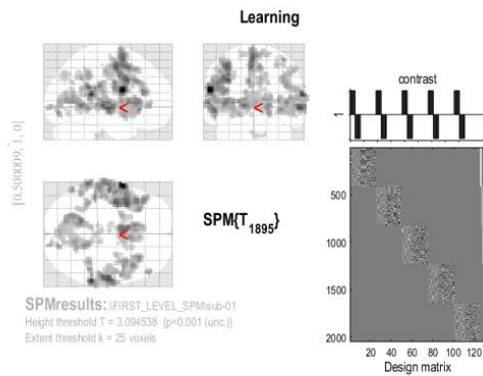 Learning
contrast
1
[0.500009, 1, 0]
SPM{T1895}
500
1000
1500
2000
20 40 60 80 100 120
Design matrix
SPMresults: .\FIRST_LEVEL_SPM\sub-01
Height threshold T = 3.094538 {p<0.001 (unc.)}
Extent threshold k = 25 voxels